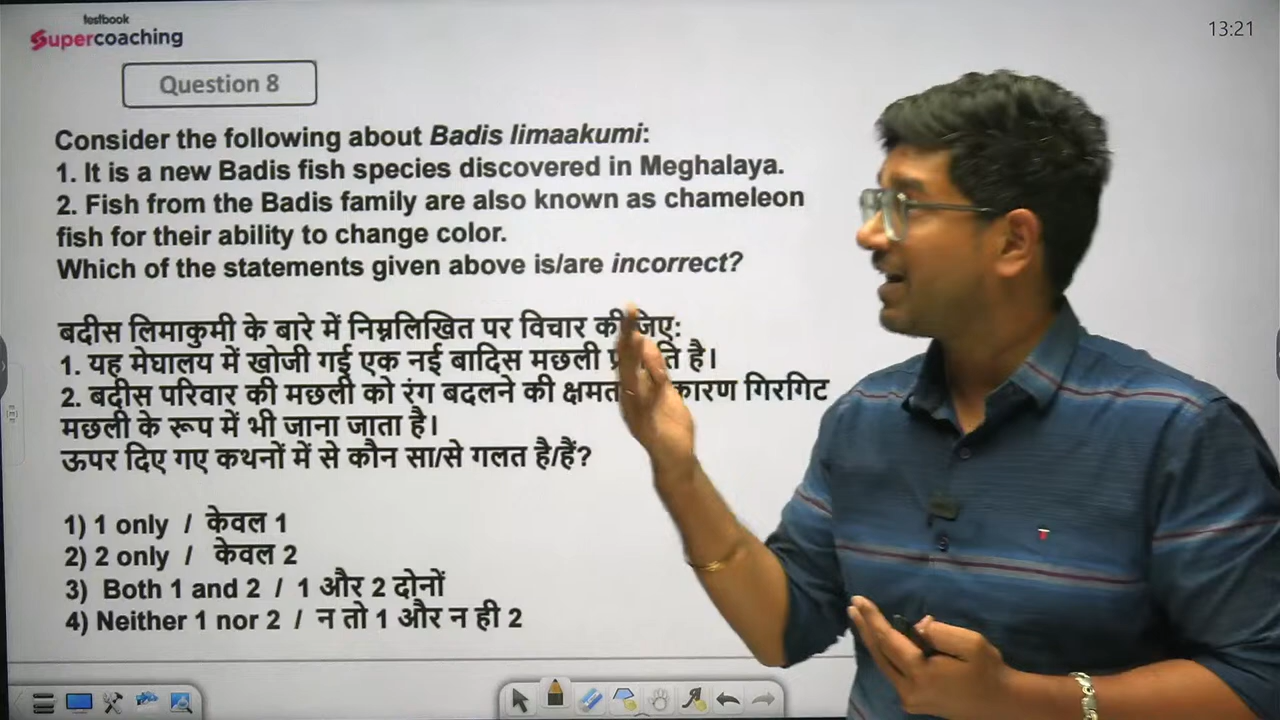 testbook
Supercoaching
13:21
Question 8
Consider the following about Badis limaakumi:
1. It is a new Badis fish species discovered in Meghalaya.
2. Fish from the Badis family are also known as chameleon
fish for their ability to change color.
Which of the statements given above is/are incorrect?
बदीस लिमाकुमी के बारे में निम्नलिखित पर विचार कीजिए:
1. यह मेघालय में खोजी गई एक नई बादिस मछली है।
2. बदीस परिवार की मछली को रंग बदलने की कारण गिरगिट
मछली के रूप में भी जाना जाता है।
ऊपर दिए गए कथनों में से कौन सा/से गलत है/हैं?
1) 1 only / केवल 1
2) 2 only / केवल 2
3) Both 1 and 2 / 1 और 2 दोनों
4) Neither 1 nor 2 / न तो 1 और न ही 2